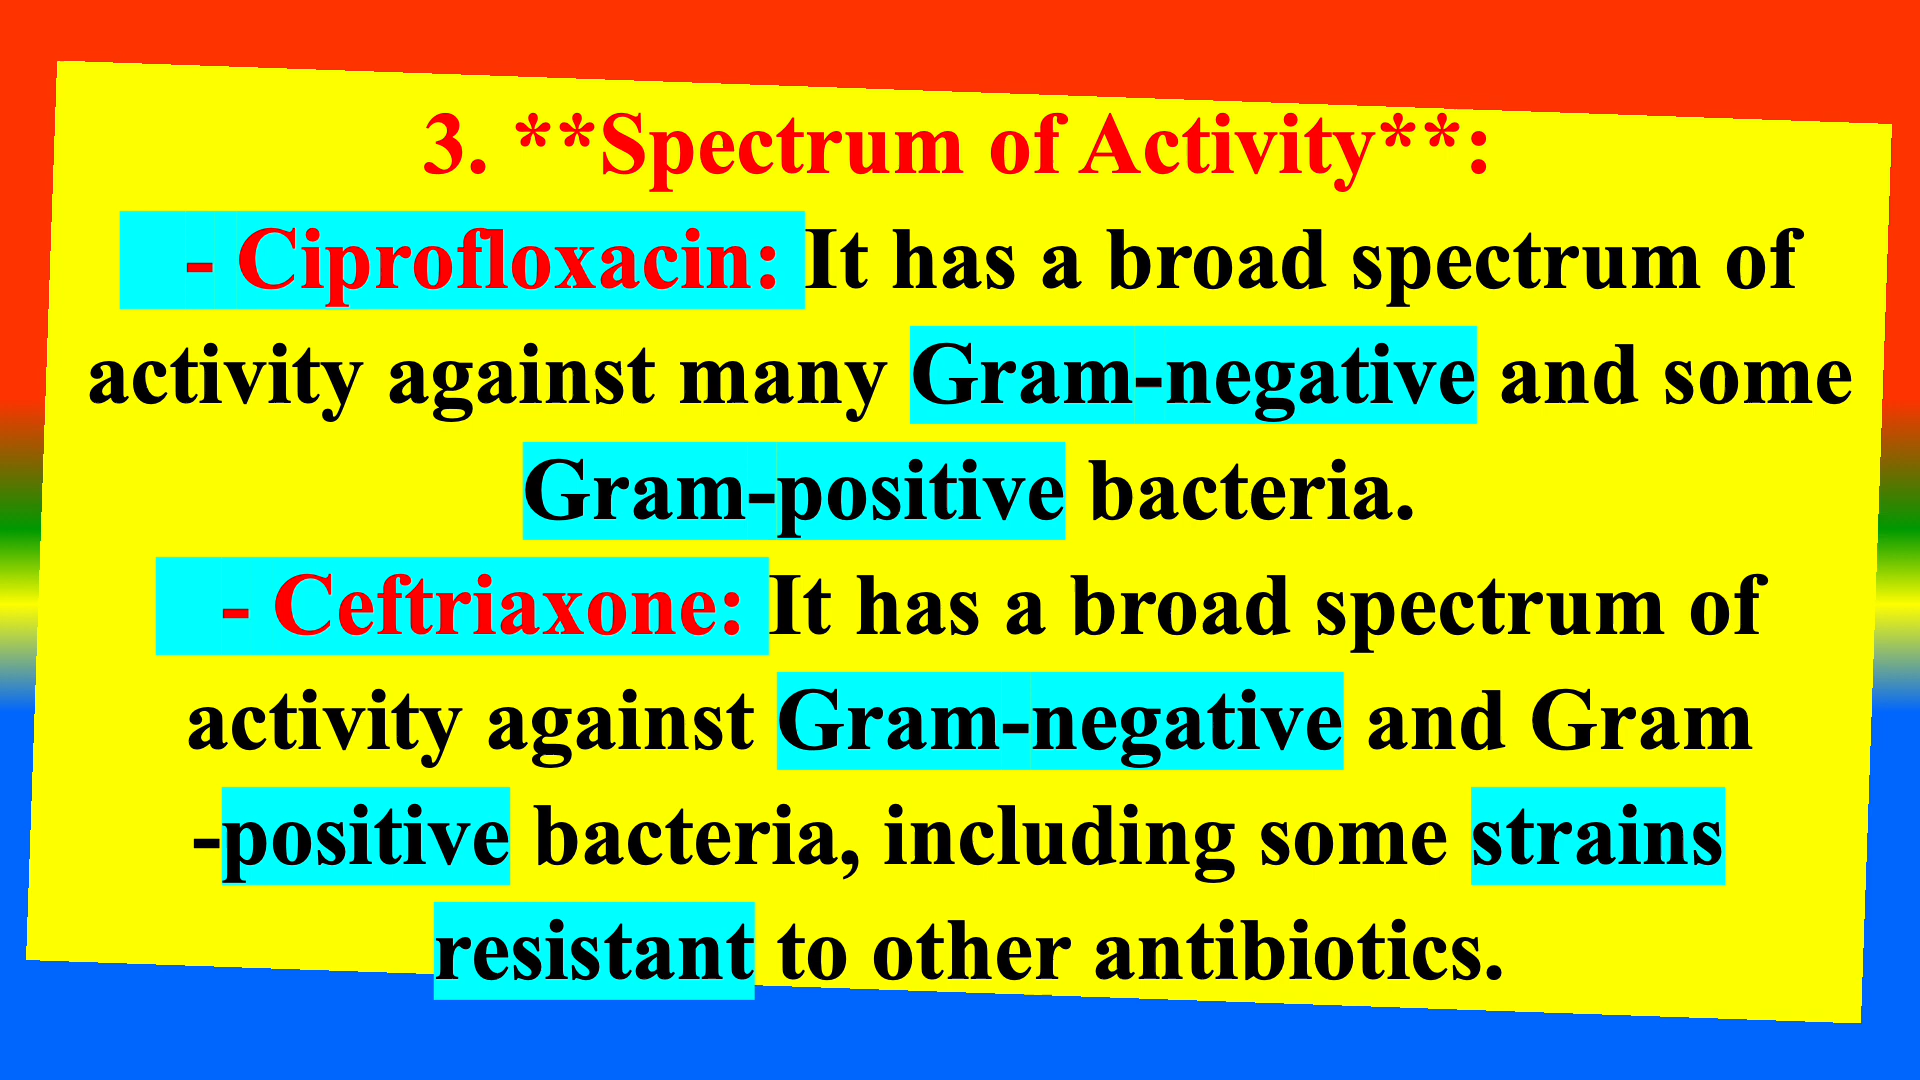 3. **Spectrum of Activity**:
- Ciprofloxacin: It has a broad spectrum of
activity against many Gram-negative and some
Gram-positive bacteria.
- Ceftriaxone: It has a broad spectrum of
activity against Gram-negative and Gram
-positive bacteria, including some strains
resistant to other antibiotics.